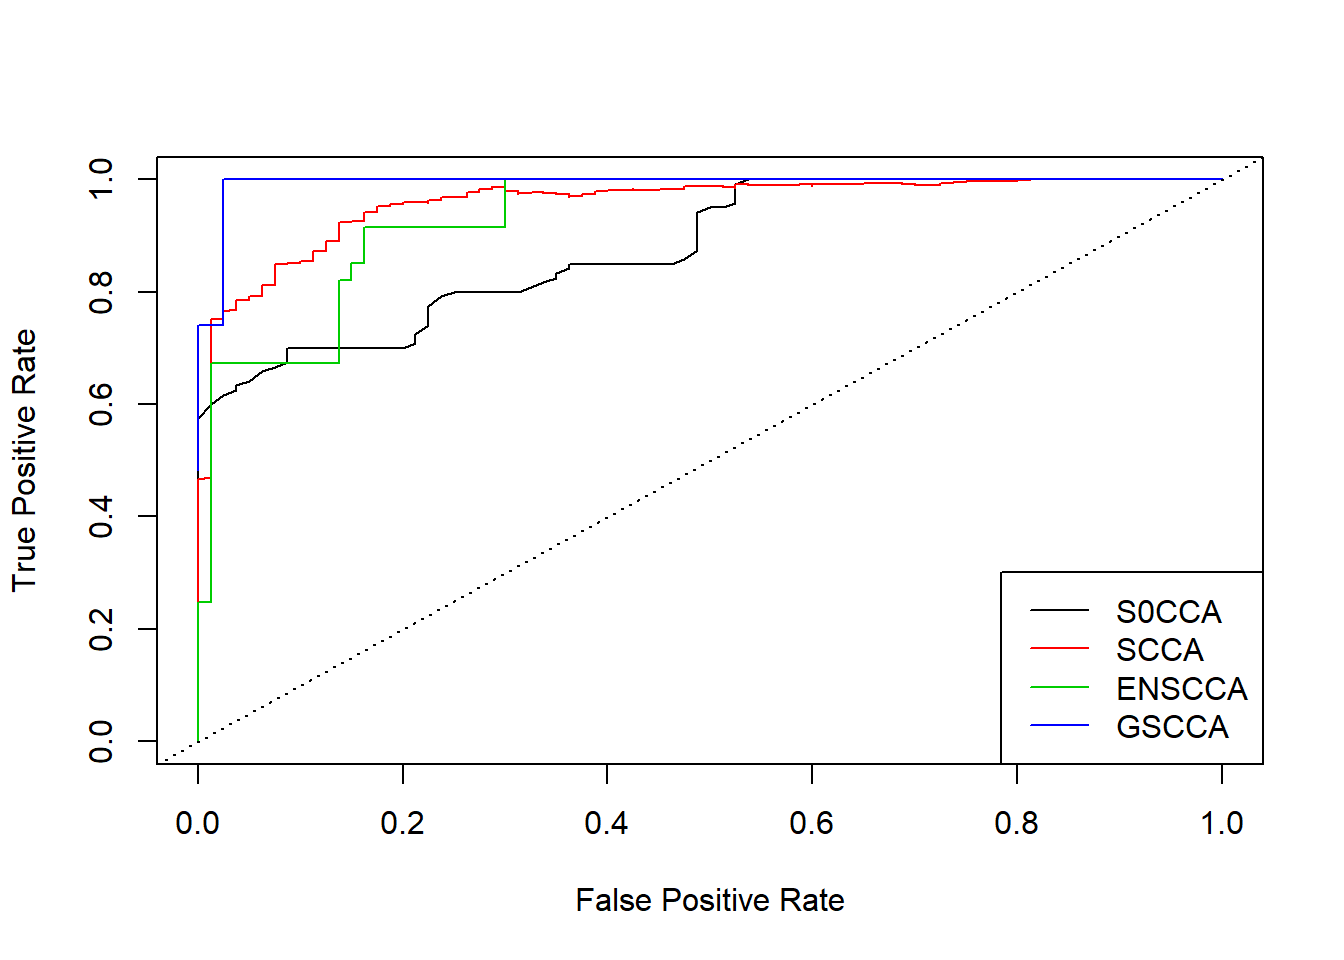 True Positive Rate
1.0
0.8
0.6
0.4
0.2
0.0
S0CCA
SCCA
ENSCCA
GSCCA
0.0 0.2 0.4 0.6 0.8 1.0
False Positive Rate